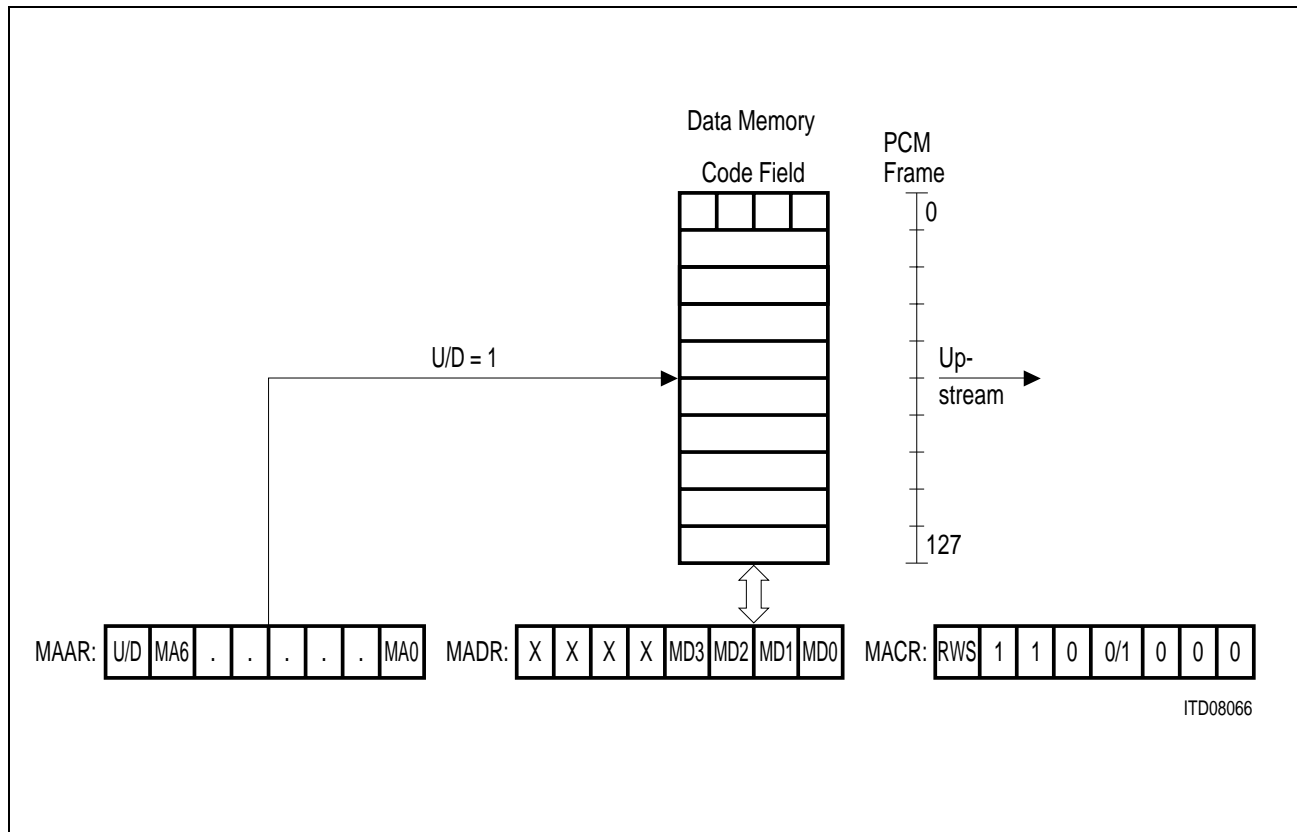 Data Memory
Code Field
PCM
Frame
0
U/D = 1
Up-
stream
127
MAAR: U/D MA6 . . . . . MA0 MADR: X X X X MD3 MD2 MD1 MD0 MACR: RWS 1 1 0 0/1 0 0 0
ITD08066